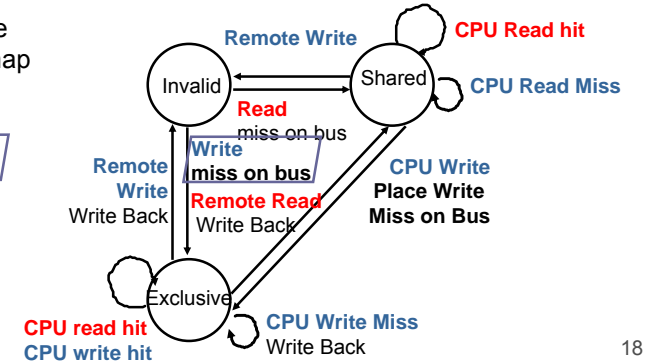 e
ap
Remote Write
CPU Read hit
Invalid
Shared
CPU Read Miss
Read
miss on bus
Write
miss on bus
Remote
Write
Write Back
Remote Read
Write Back
CPU Write
Place Write
Miss on Bus
Exclusive
CPU read hit
CPU write hit
CPU Write Miss
Write Back
18